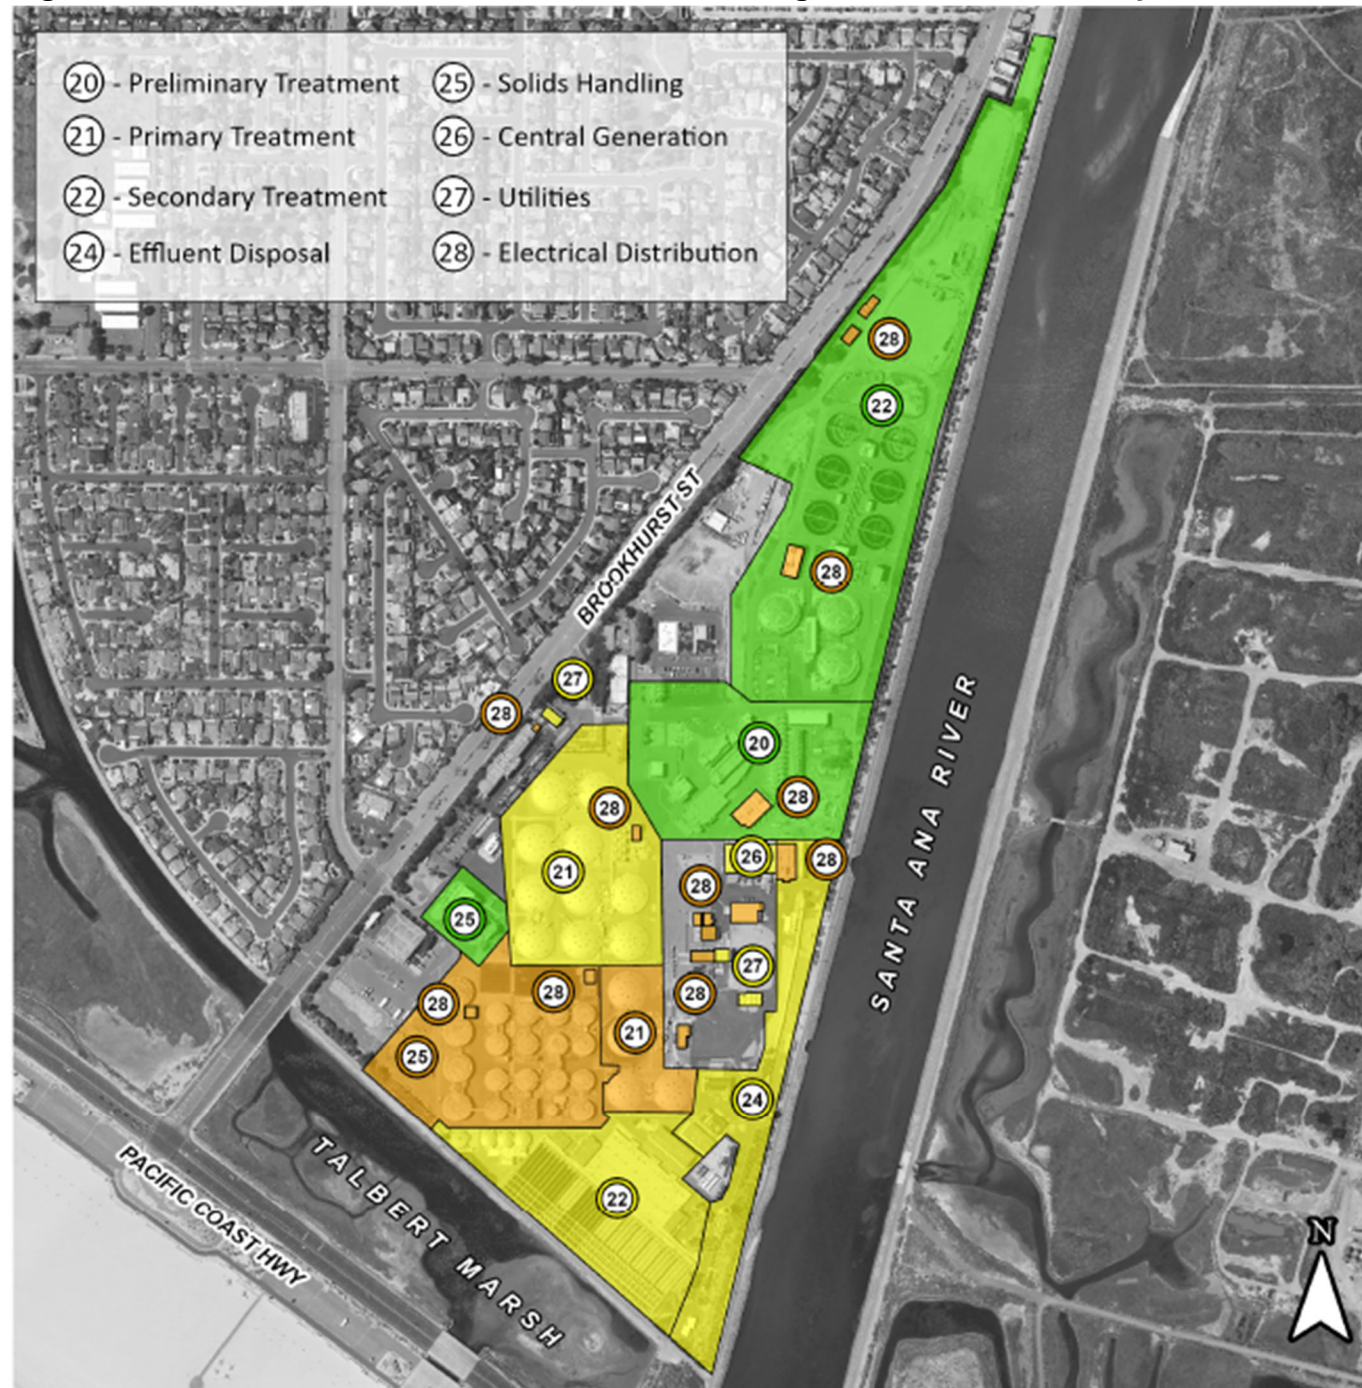 20 - Preliminary Treatment
21 - Primary Treatment
22 - Secondary Treatment
24 - Effluent Disposal
25 - Solids Handling
26 - Central Generation
27 - Utilities
28 - Electrical Distribution
28
22
BROOKHURST ST
28
27
28
20
28
28
21
26
28
28
25
27
28
28
28
21
25
24
22
SANTA ANA RIVER
TALBERT MARSH
PACIFIC COAST HWY
N